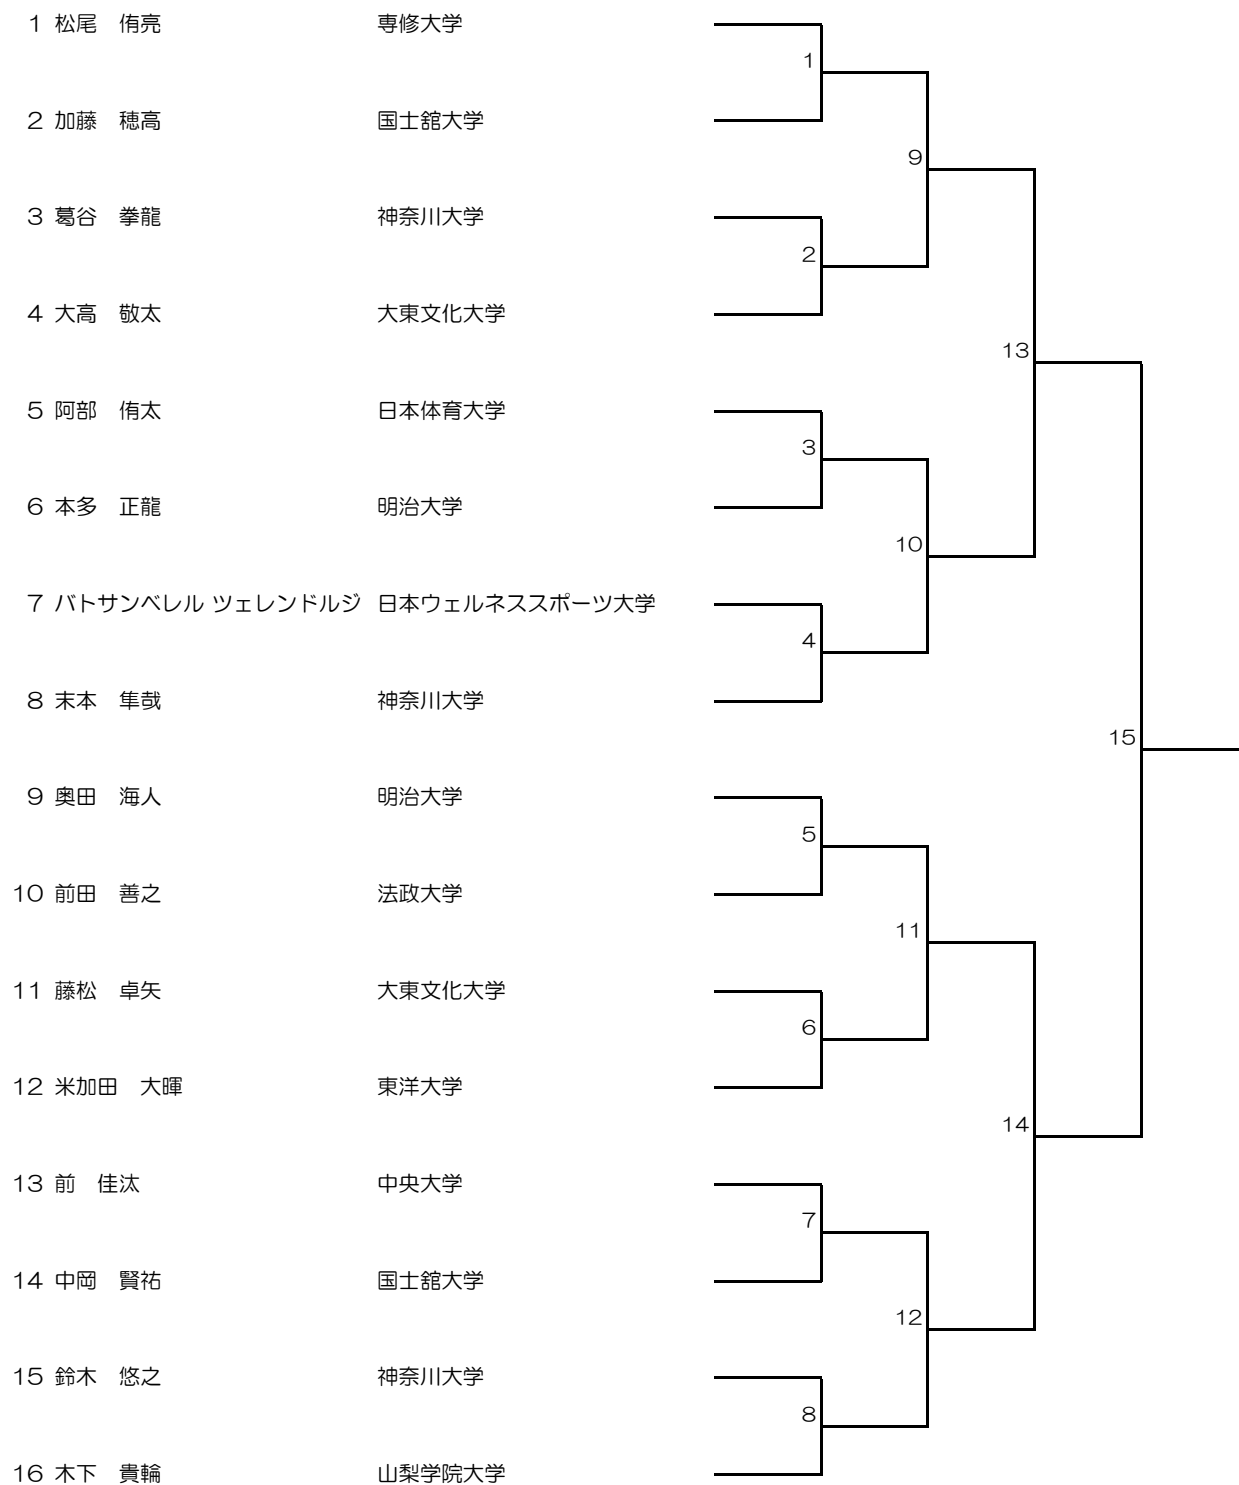 1 松尾　侑亮 専修大学
1
2 加藤　穂高 国士舘大学
9
3 葛谷　拳龍 神奈川大学
2
4 大高　敬太 大東文化大学
13
5 阿部　侑太 日本体育大学
3
6 本多　正龍 明治大学
10
7 バトサンベレル ツェレンドルジ 日本ウェルネススポーツ大学
4
8 末本　隼哉 神奈川大学
15
9 奥田　海人 明治大学
5
10 前田　善之 法政大学
11
11 藤松　卓矢 大東文化大学
6
12 米加田　大暉 東洋大学
14
13 前　佳汰 中央大学
7
14 中岡　賢祐 国士舘大学
12
15 鈴木　悠之 神奈川大学
8
16 木下　貴輪 山梨学院大学